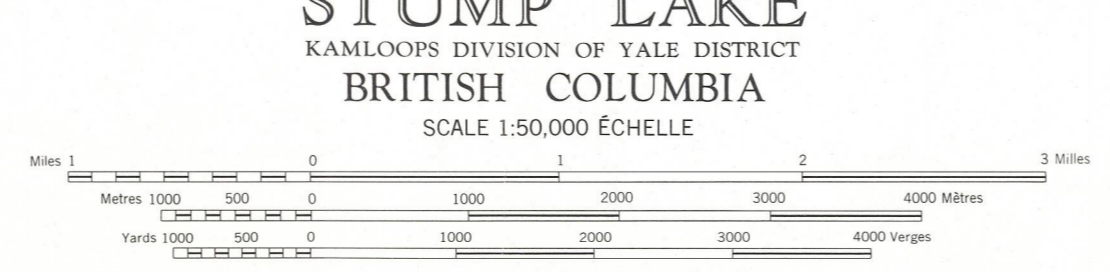 STUMP LAKE
KAMLOOPS DIVISION OF YALE DISTRICT
BRITISH COLUMBIA
SCALE 1:50,000 ÉCHELLE
Miles 1 0 1 2 3 Milles
Metres 1000 500 0 1000 2000 3000 4000 Mètres
Yards 1000 500 0 1000 2000 3000 4000 Verges